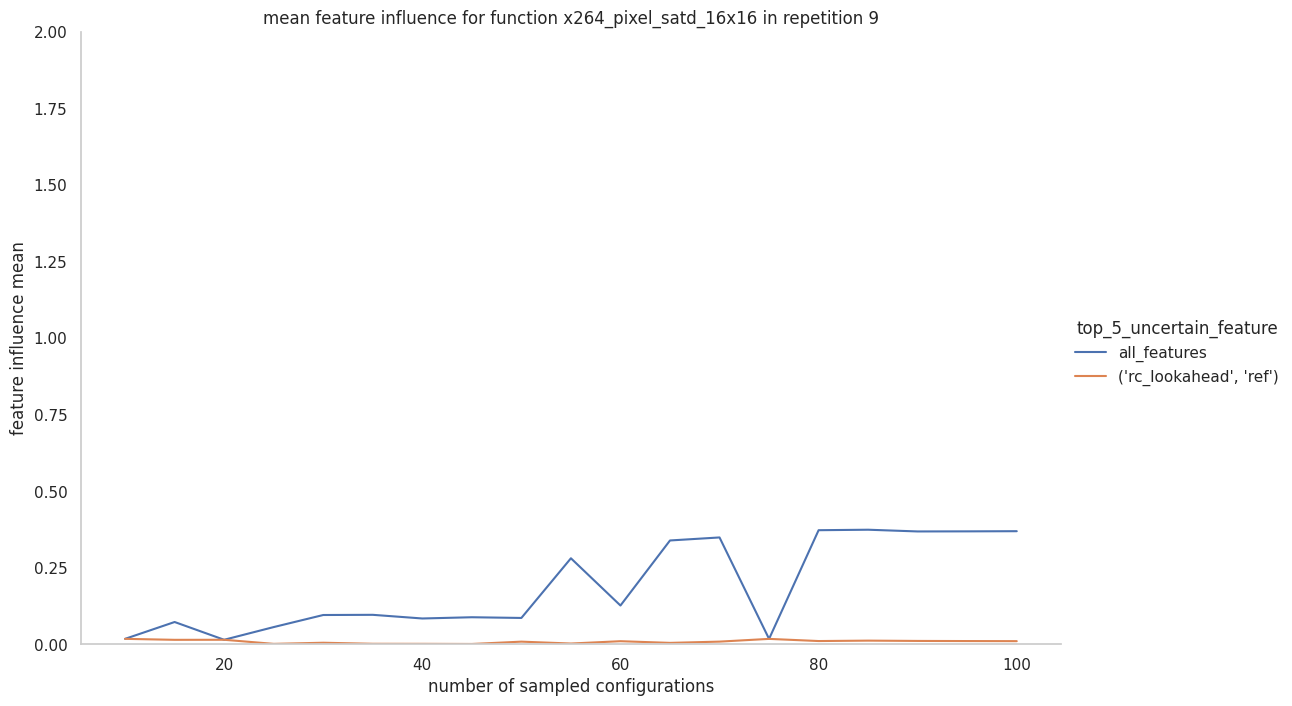 mean feature influence for function x264_pixel_satd_16x16 in repetition 9
2.00
1.75
1.50
1.25
1.00
0.75
0.50
0.25
0.00
feature influence mean
20
40
60
80
100
number of sampled configurations
top_5_uncertain_feature
all_features
('rc_lookahead', 'ref')